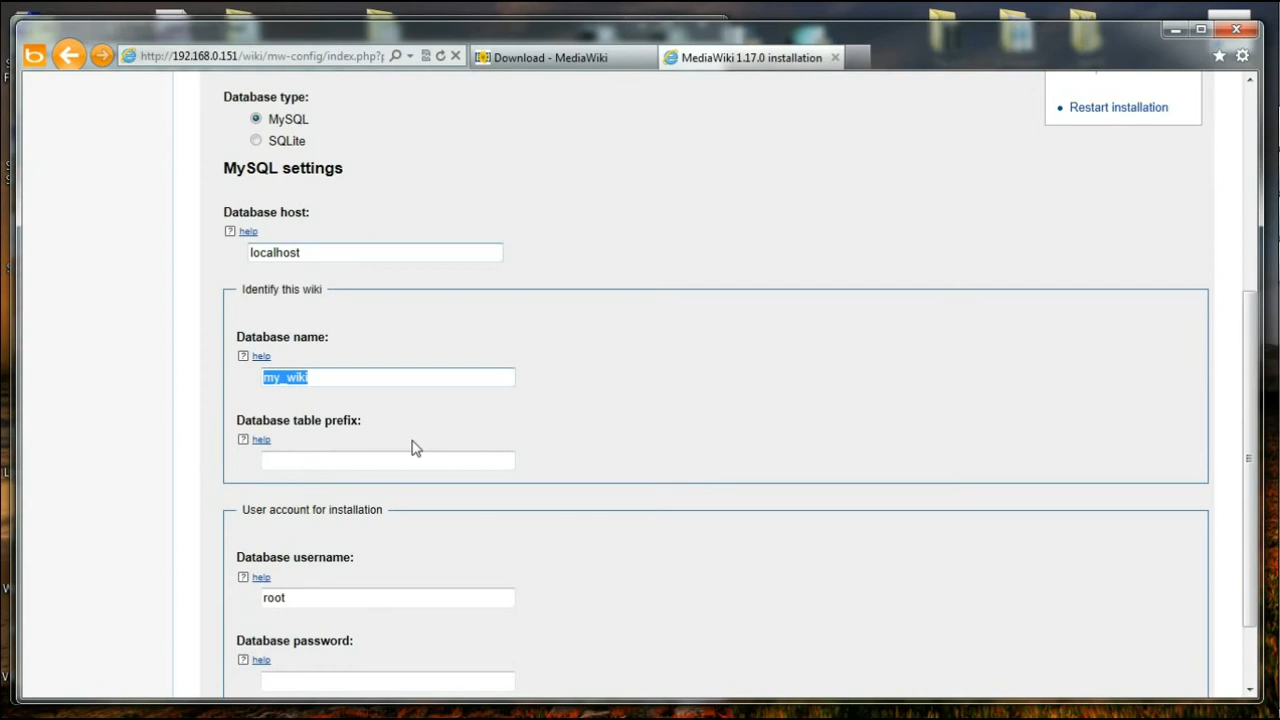 http://192.168.0.151/wiki/mw-config/index.php?p
Download - MediaWiki
MediaWiki 1.17.0 installation
Restart installation
Database type:
MySQL
SQLite
MySQL settings
Database host:
? help
localhost
Identify this wiki
Database name:
? help
my_wiki
Database table prefix:
? help
User account for installation
Database username:
? help
root
Database password:
? help